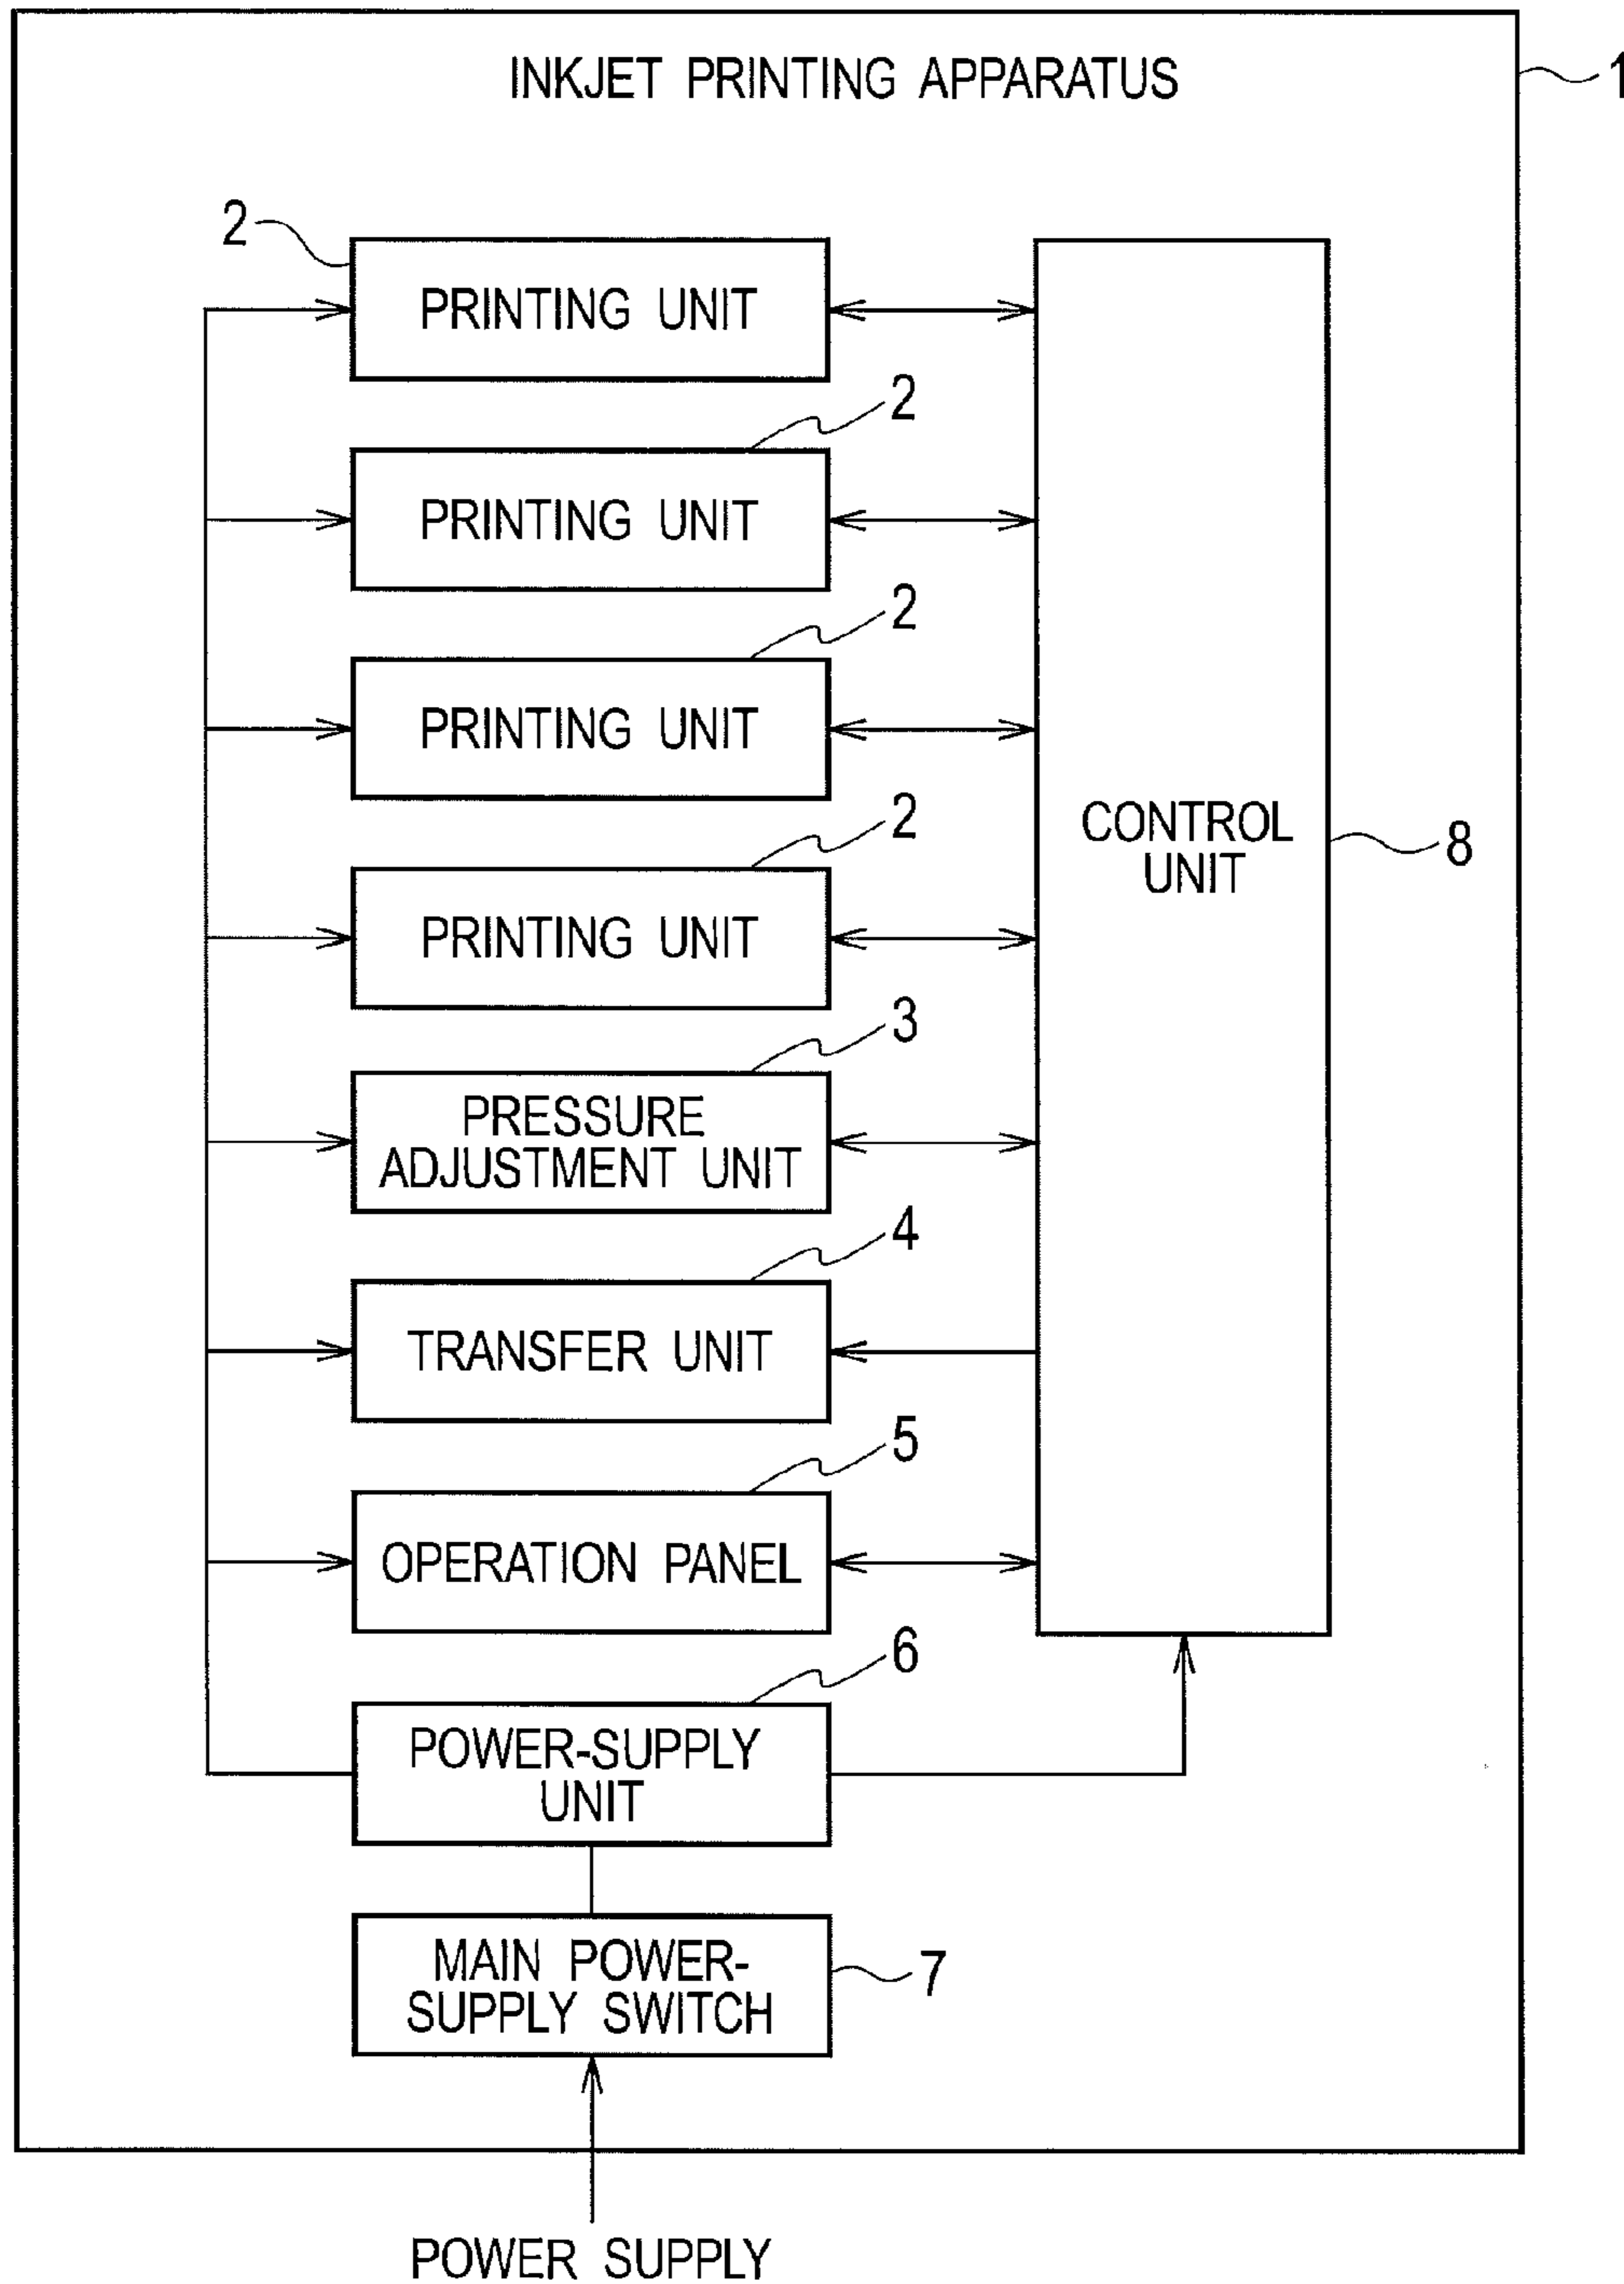 INKJET PRINTING APPARATUS
1
2
PRINTING UNIT
2
PRINTING UNIT
2
PRINTING UNIT
2
PRINTING UNIT
CONTROL
UNIT
8
3
PRESSURE
ADJUSTMENT UNIT
4
TRANSFER UNIT
5
OPERATION PANEL
6
POWER-SUPPLY
UNIT
MAIN POWER-
SUPPLY SWITCH
7
POWER SUPPLY